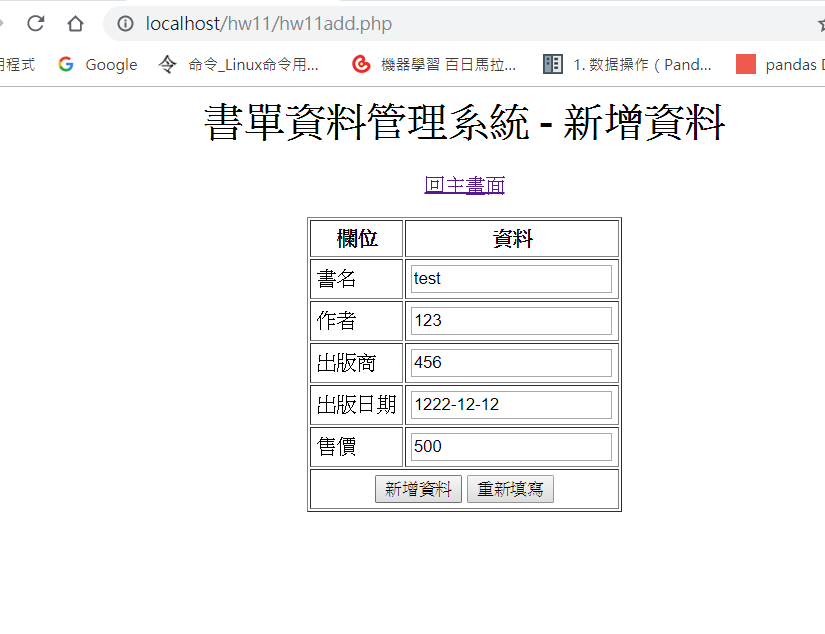 localhost/hw11/hw11add.php
用程式 Google 命令_Linux命令用... 機器學習 百日馬拉... 1. 数据操作 ( Pand... pandas D
書單資料管理系統 - 新增資料
回主畫面
欄位 資料
書名 test
作者 123
出版商 456
出版日期 1222-12-12
售價 500
新增資料 重新填寫